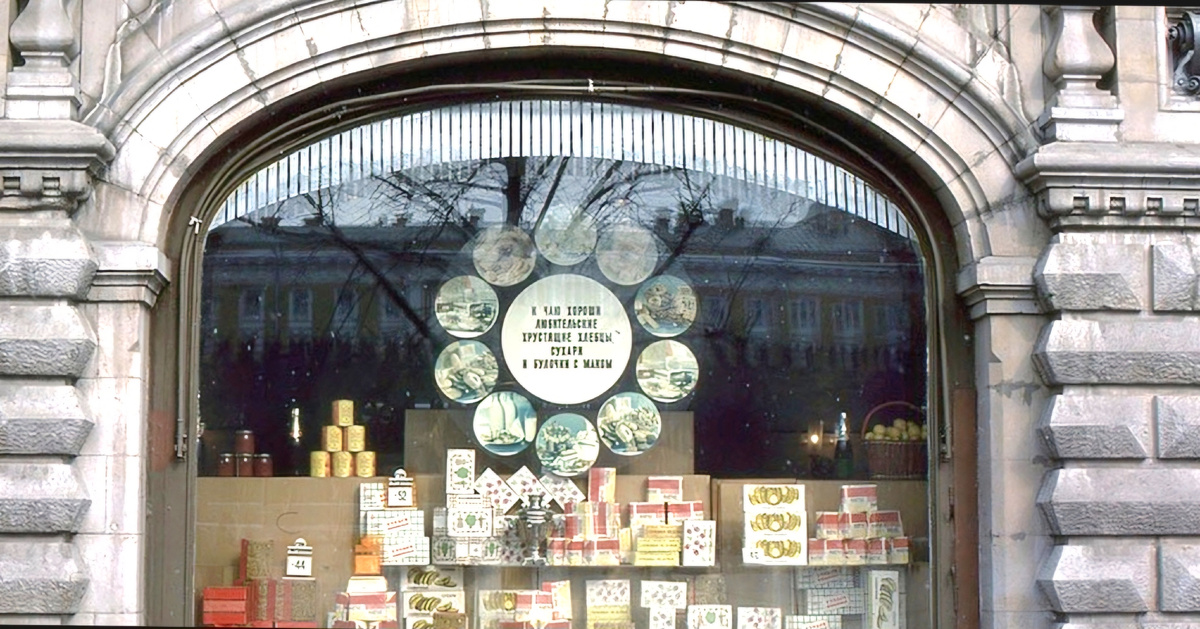 К ЧАЮ ХОРОШИ
ЛЮБИТЕЛЬСКИЕ
ХРУСТЯЩИЕ ХЛЕБЦЫ,
СУХАРИ
И БУЛОЧКИ С МАКОМ
-52
-44